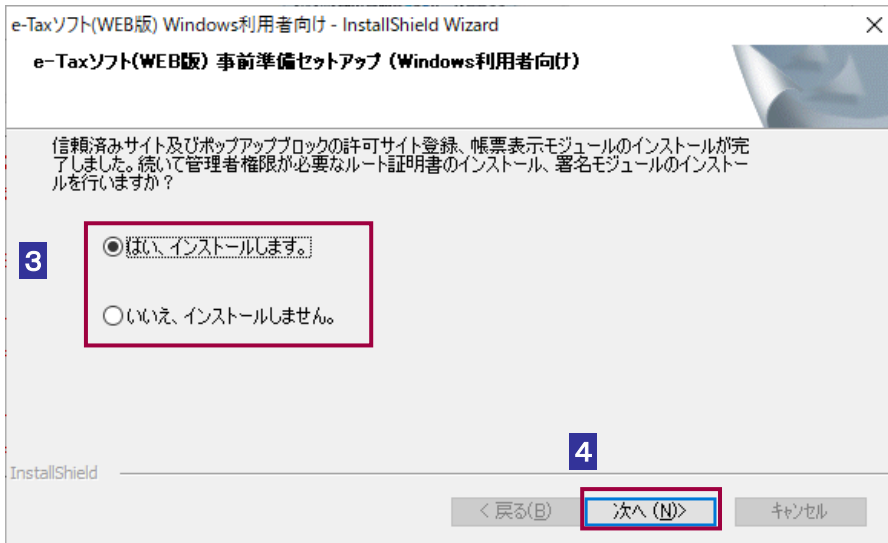 e-Taxソフト(WEB版) Windows利用者向け - InstallShield Wizard
e-Taxソフト(WEB版) 事前準備セットアップ (Windows利用者向け)
信頼済みサイト及びポップアップブロックの許可サイト登録、帳票表示モジュールのインストールが完
了しました。続いて管理者権限が必要なルート証明書のインストール、署名モジュールのインストー
ルを行いますか?
3
はい、インストールします。
いいえ、インストールしません。
4
InstallShield
< 戻る(B)
次へ (N)>
キャンセル